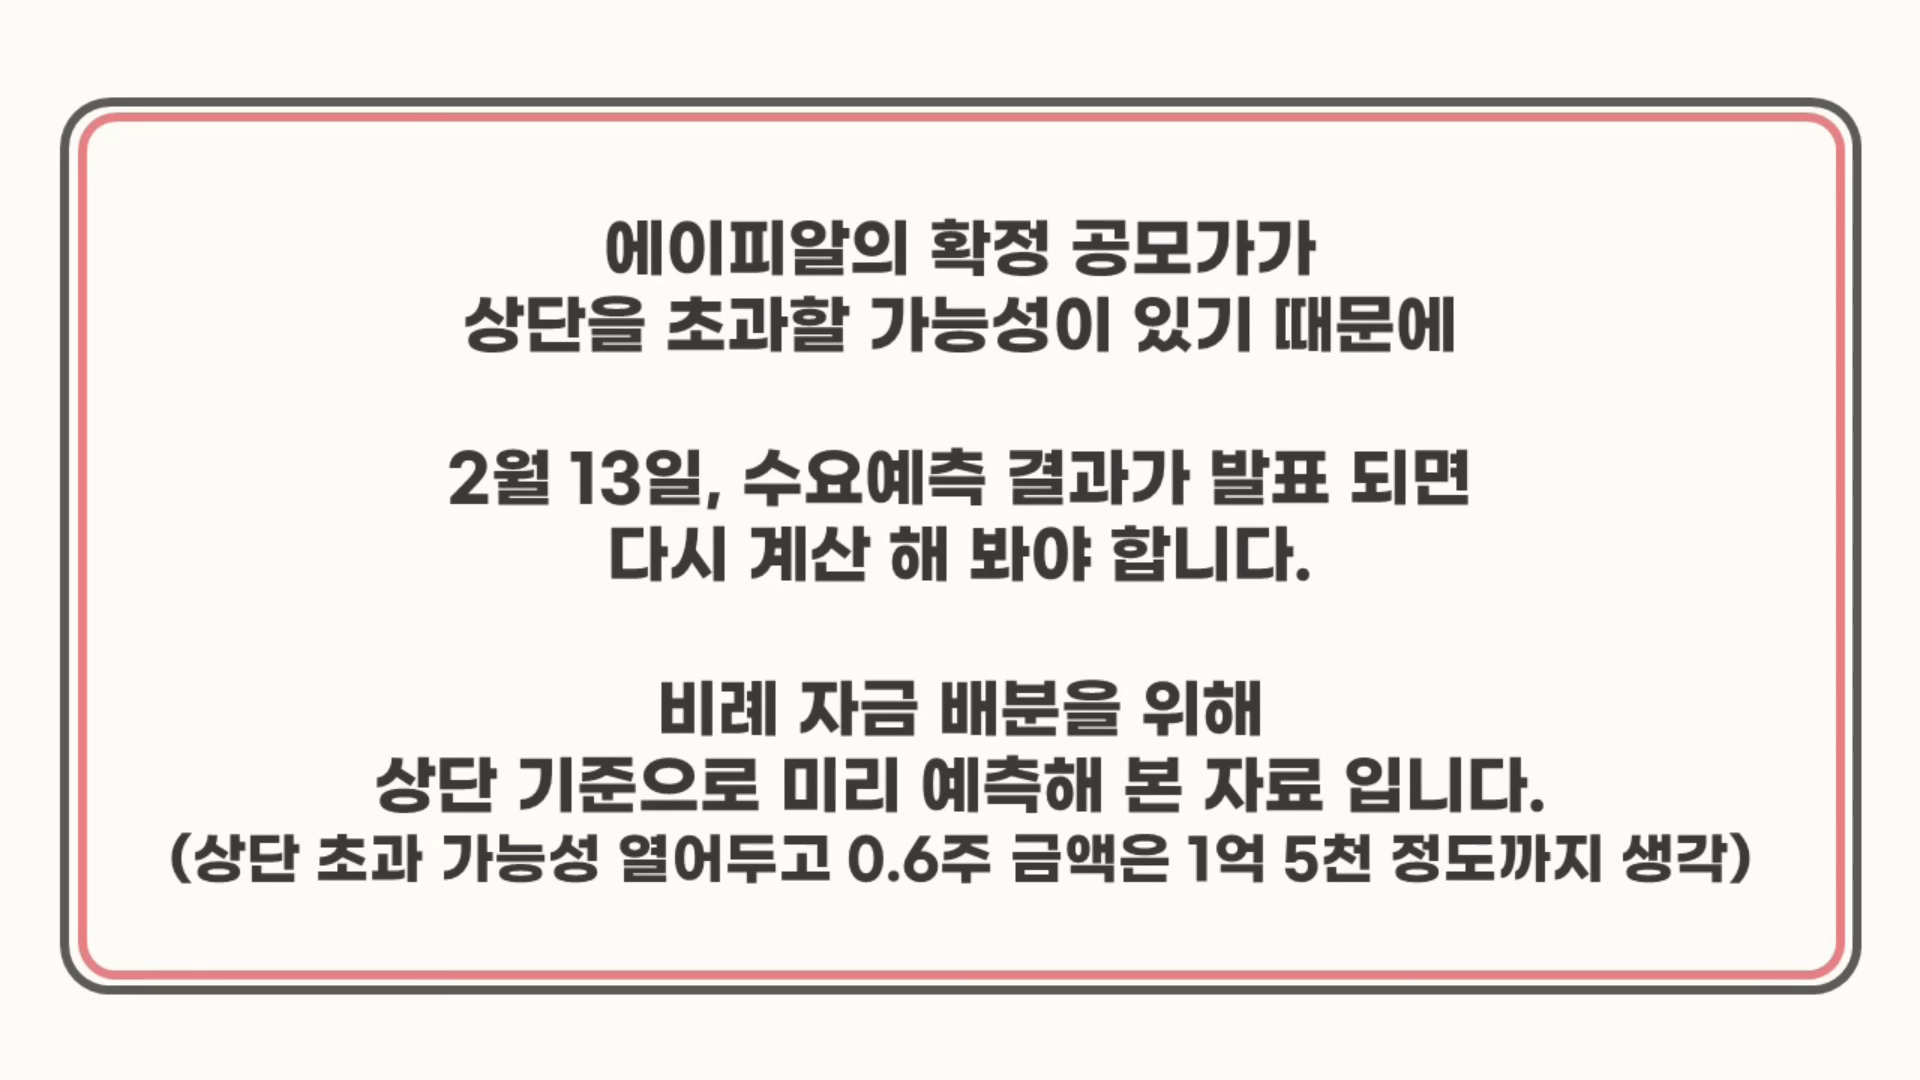 에이피알의 확정 공모가가
상단을 초과할 가능성이 있기 때문에
2월 13일, 수요예측 결과가 발표 되면
다시 계산 해 봐야 합니다.
비례 자금 배분을 위해
상단 기준으로 미리 예측해 본 자료 입니다.
(상단 초과 가능성 열어두고 0.6주 금액은 1억 5천 정도까지 생각)